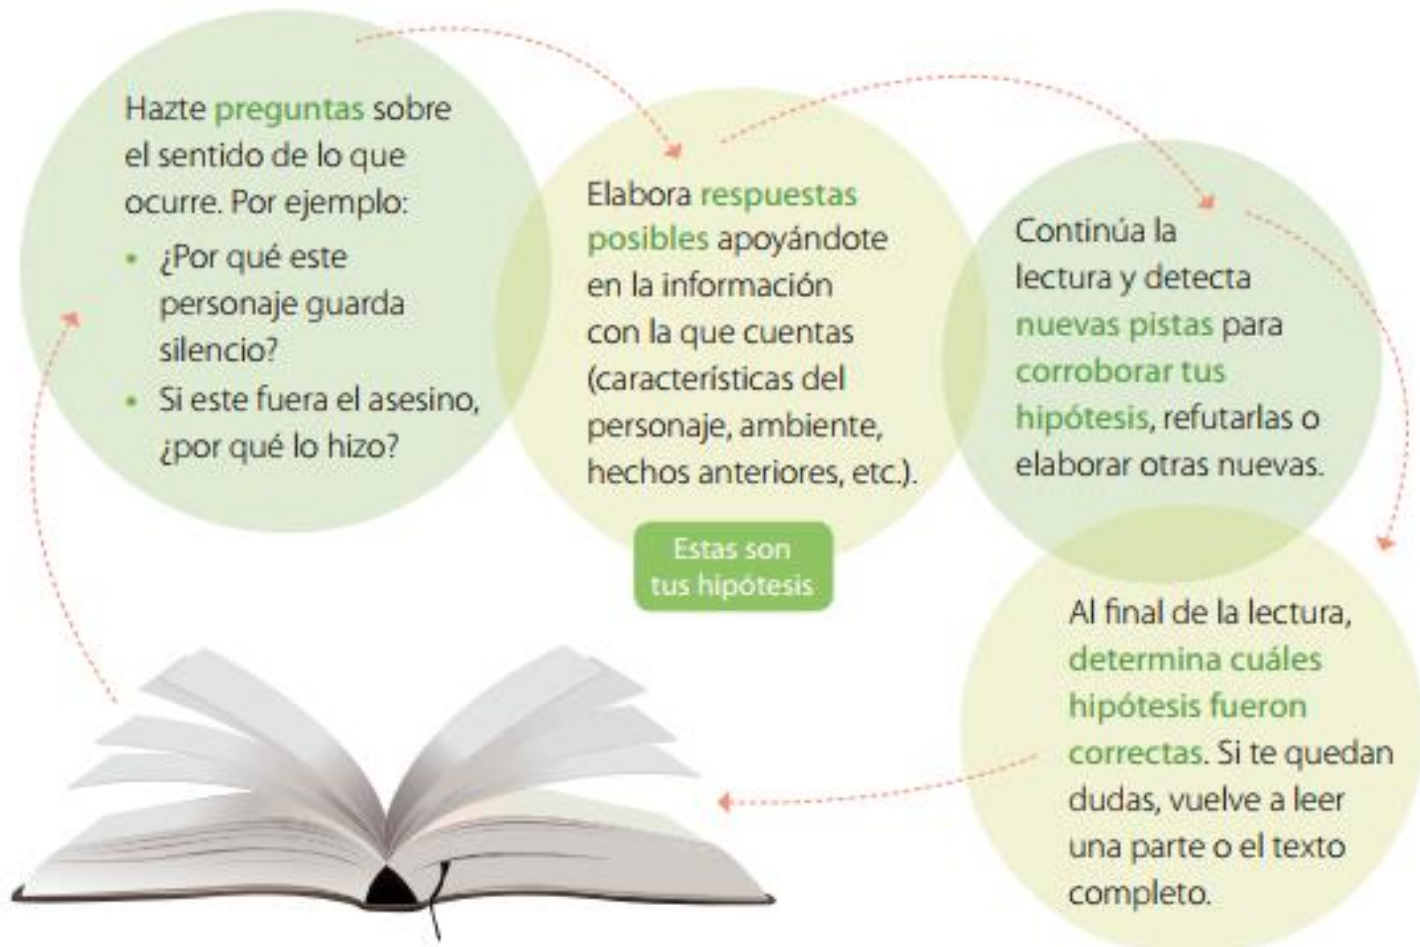 Hazte preguntas sobre
el sentido de lo que
ocurre. Por ejemplo:
• ¿Por qué este
personaje guarda
silencio?
• Si este fuera el asesino,
¿por qué lo hizo?
Elabora respuestas
posibles apoyándote
en la información
con la que cuentas
(características del
personaje, ambiente,
hechos anteriores, etc.).
Estas son
tus hipótesis
Continúa la
lectura y detecta
nuevas pistas para
corroborar tus
hipótesis, refutarlas o
elaborar otras nuevas.
Al final de la lectura,
determina cuáles
hipótesis fueron
correctas. Si te quedan
dudas, vuelve a leer
una parte o el texto
completo.